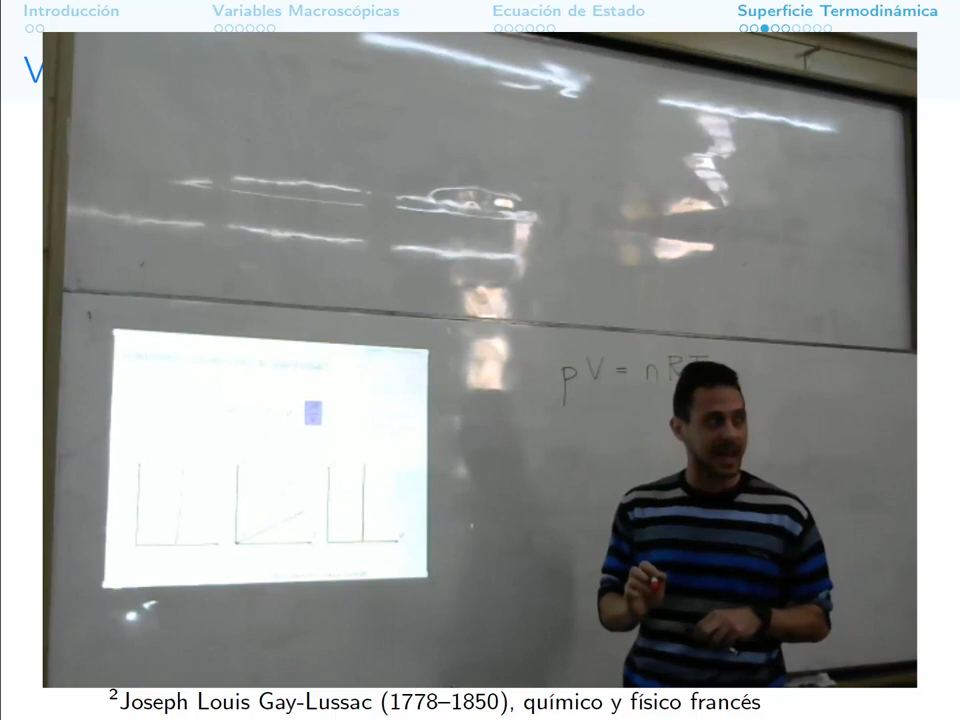 Introducción
Variables Macroscópicas
Ecuación de Estado
Superficie Termodinámica
V
pV = nRT
²Joseph Louis Gay-Lussac (1778–1850), químico y físico francés